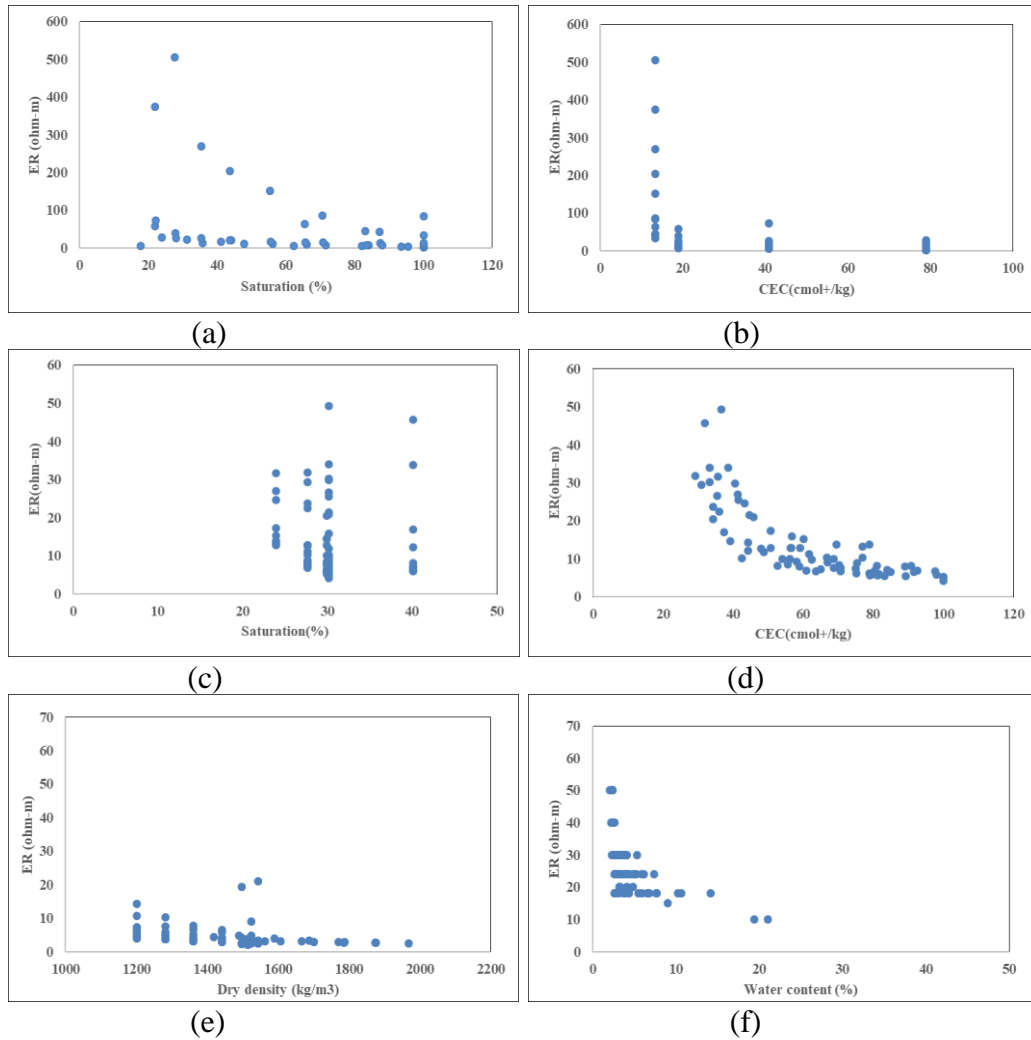 600
500
400
300
200
100
0
0 20 40 60 80 100 120
ER (ohm-m)
Saturation (%)
(a)
600
500
400
300
200
100
0
0 20 40 60 80 100
ER(ohm-m)
CEC(cmol+/kg)
(b)
60
50
40
30
20
10
0
0 10 20 30 40 50
ER(ohm-m)
Saturation(%)
(c)
60
50
40
30
20
10
0
0 20 40 60 80 100 120
ER(ohm-m)
CEC(cmol+/kg)
(d)
70
60
50
40
30
20
10
0
1000 1200 1400 1600 1800 2000 2200
ER (ohm-m)
Dry density (kg/m3)
(e)
70
60
50
40
30
20
10
0
0 10 20 30 40 50
ER (ohm-m)
Water content (%)
(f)